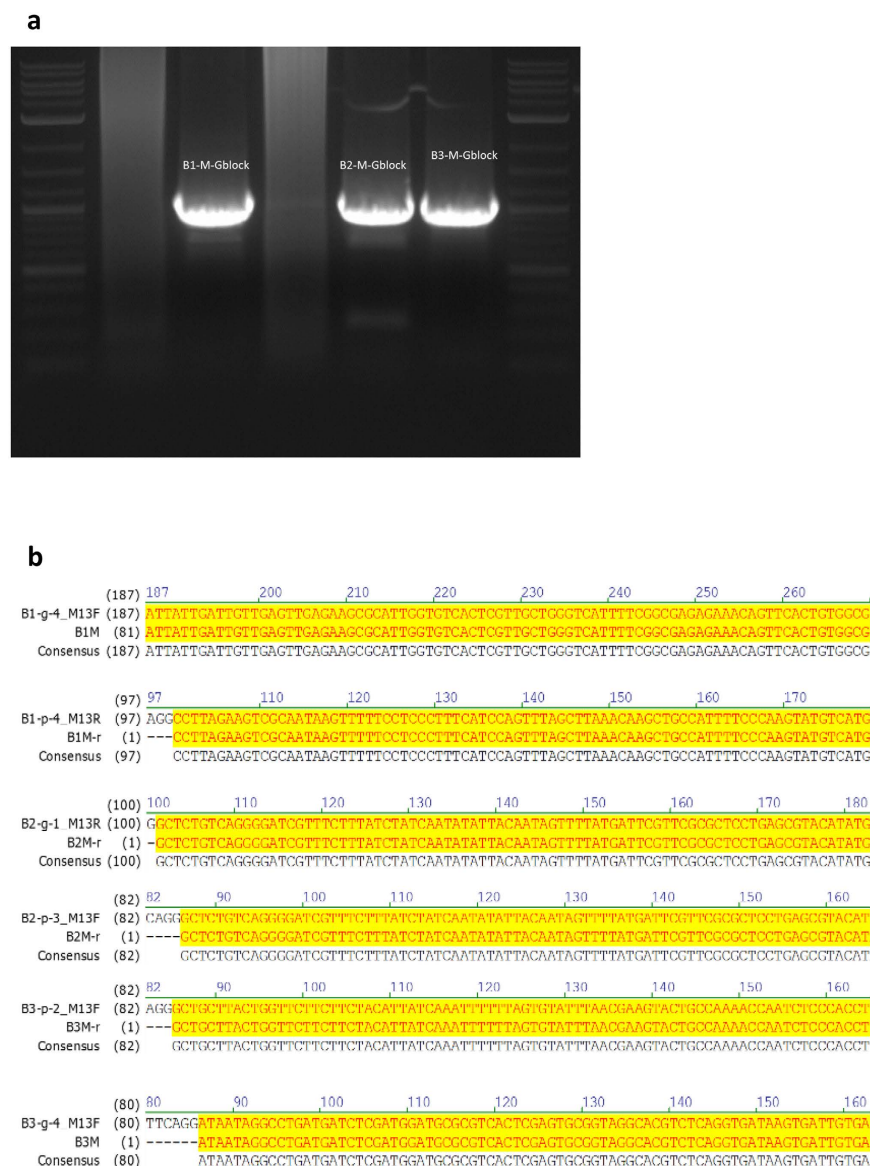 a
B1-M-Gblock B2-M-Gblock B3-M-Gblock
b
(187) 187 200 210 220 230 240 250 260
B1-g-4_M13F (187) ATTATTGATTGTTGAGTTGAGAAGCGCATTGGTGTCACTCGTTGCTGGGTCATTTTCGGCGAGAGAAACAGTTCACTGTGGCG
B1M (81) ATTATTGATTGTTGAGTTGAGAAGCGCATTGGTGTCACTCGTTGCTGGGTCATTTTCGGCGAGAGAAACAGTTCACTGTGGCG
Consensus (187) ATTATTGATTGTTGAGTTGAGAAGCGCATTGGTGTCACTCGTTGCTGGGTCATTTTCGGCGAGAGAAACAGTTCACTGTGGCG
(97) 97 110 120 130 140 150 160 170
B1-p-4_M13R (97) AGGCCTTAGAAGTCGCAATAAGTTTTTCCTCCCTTTCATCCAGTTTAGCTTAAACAAGCTGCCATTTTCCCAAGTATGTCATG
B1M-r (1) ---CCTTAGAAGTCGCAATAAGTTTTTCCTCCCTTTCATCCAGTTTAGCTTAAACAAGCTGCCATTTTCCCAAGTATGTCATG
Consensus (97) CCTTAGAAGTCGCAATAAGTTTTTCCTCCCTTTCATCCAGTTTAGCTTAAACAAGCTGCCATTTTCCCAAGTATGTCATG
(100) 100 110 120 130 140 150 160 170 180
B2-g-1_M13R (100) GGCTCTGTCAGGGGATCGTTTCTTTATCTATCAATATATTACAATAGTTTTATGATTCGTTCGCGCTCCTGAGCGTACATATG
B2M-r (1) -GCTCTGTCAGGGGATCGTTTCTTTATCTATCAATATATTACAATAGTTTTATGATTCGTTCGCGCTCCTGAGCGTACATATG
Consensus (100) GCTCTGTCAGGGGATCGTTTCTTTATCTATCAATATATTACAATAGTTTTATGATTCGTTCGCGCTCCTGAGCGTACATATG
(82) 82 90 100 110 120 130 140 150 160
B2-p-3_M13F (82) CAGGGCTCTGTCAGGGGATCGTTTCTTTATCTATCAATATATTACAATAGTTTTATGATTCGTTCGCGCTCCTGAGCGTACAT
B2M-r (1) ----GCTCTGTCAGGGGATCGTTTCTTTATCTATCAATATATTACAATAGTTTTATGATTCGTTCGCGCTCCTGAGCGTACAT
Consensus (82) GCTCTGTCAGGGGATCGTTTCTTTATCTATCAATATATTACAATAGTTTTATGATTCGTTCGCGCTCCTGAGCGTACAT
(82) 82 90 100 110 120 130 140 150 160
B3-p-2_M13F (82) AGGGCTGCTTACTGGTTCTTCTTCTACATTATCAAATTTTTTAGTGTATTTAACGAAGTACTGCCAAAACCAATCTCCCACCT
B3M-r (1) ---GCTGCTTACTGGTTCTTCTTCTACATTATCAAATTTTTTAGTGTATTTAACGAAGTACTGCCAAAACCAATCTCCCACCT
Consensus (82) GCTGCTTACTGGTTCTTCTTCTACATTATCAAATTTTTTAGTGTATTTAACGAAGTACTGCCAAAACCAATCTCCCACCT
(80) 80 90 100 110 120 130 140 150 160
B3-g-4_M13F (80) TTCAGGATAATAGGCCTGATGATCTCGATGGATGCGCGTCACTCGAGTGCGGTAGGCACGTCTCAGGTGATAAGTGATTGTGA
B3M (1) ------ATAATAGGCCTGATGATCTCGATGGATGCGCGTCACTCGAGTGCGGTAGGCACGTCTCAGGTGATAAGTGATTGTGA
Consensus (80) ATAATAGGCCTGATGATCTCGATGGATGCGCGTCACTCGAGTGCGGTAGGCACGTCTCAGGTGATAAGTGATTGTGA